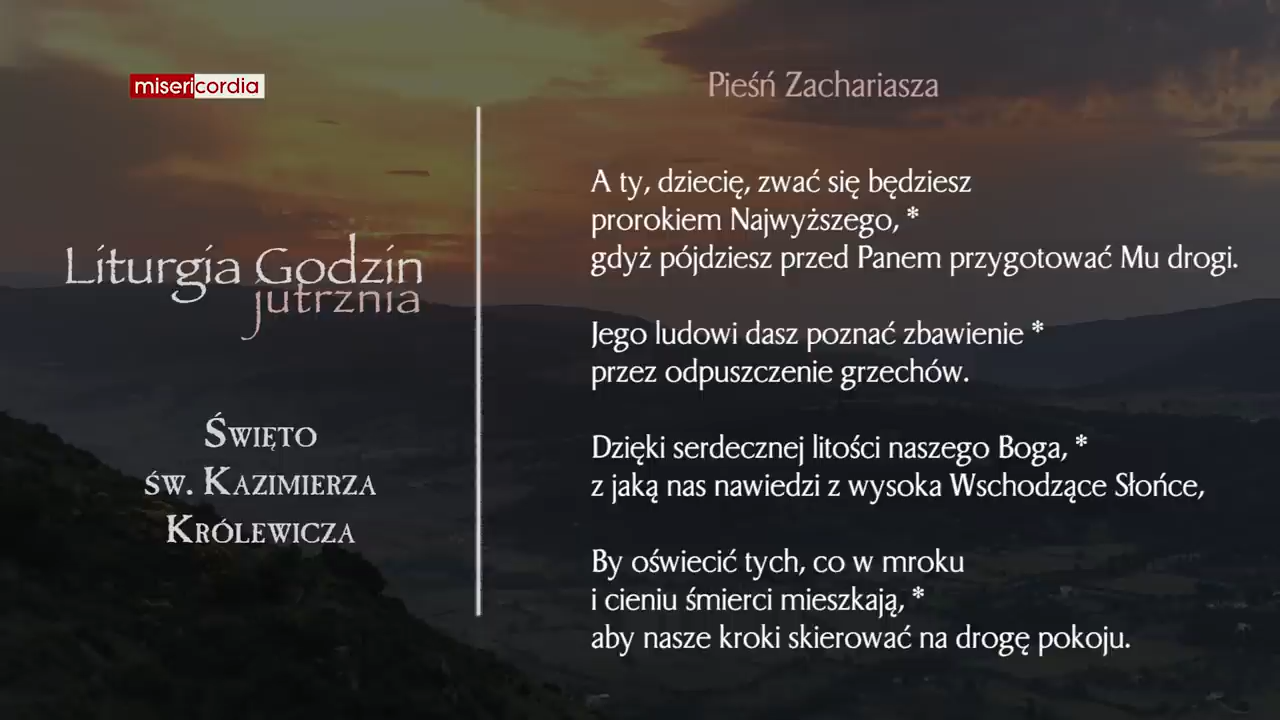 misericordia
Liturgia Godzin
jutrznia
Święto
św. Kazimierza
Królewicza
Pieśń Zachariasza
A ty, dziecię, zwać się będziesz
prorokiem Najwyższego, *
gdyż pójdziesz przed Panem przygotować Mu drogi.
Jego ludowi dasz poznać zbawienie *
przez odpuszczenie grzechów.
Dzięki serdecznej litości naszego Boga, *
z jaką nas nawiedzi z wysoka Wschodzące Słońce,
By oświecić tych, co w mroku
i cieniu śmierci mieszkają, *
aby nasze kroki skierować na drogę pokoju.